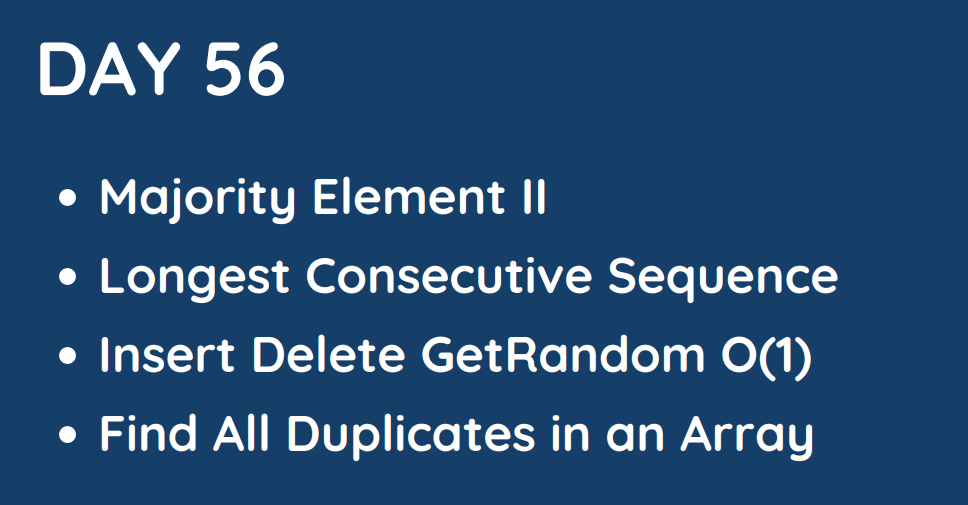 DAY 56
• Majority Element II
• Longest Consecutive Sequence
• Insert Delete GetRandom O(1)
• Find All Duplicates in an Array